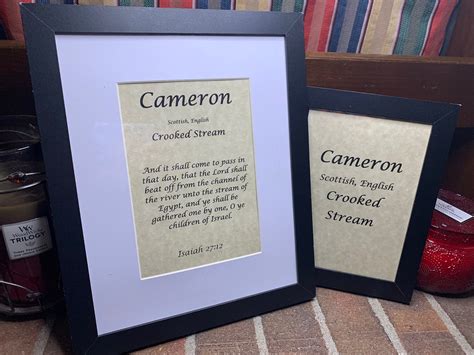 Cameron
Scottish, English
Crooked Stream
And it shall come to pass in
that day, that the Lord shall
beat off from the channel of
the river unto the stream of
Egypt, and ye shall be
gathered one by one, O ye
children of Israel.
Isaiah 27:12
Cameron
Scottish, English
Crooked
Stream
WW
TRILOGY